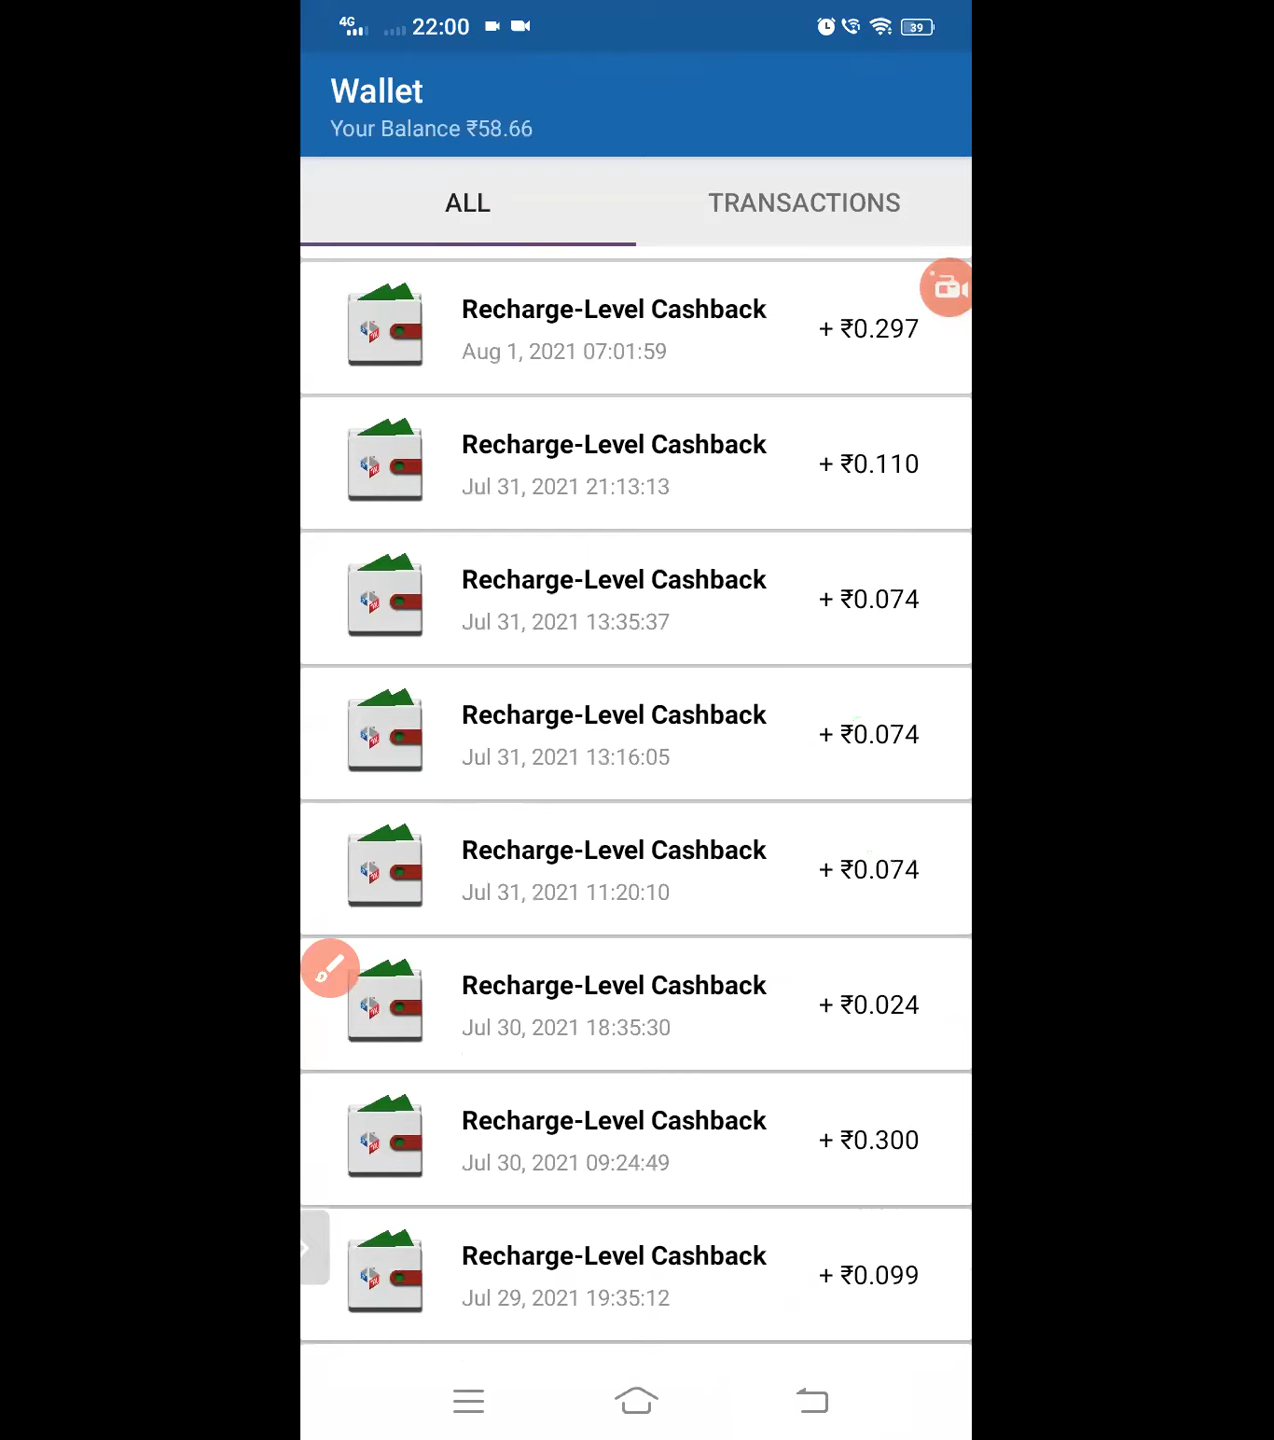 4G 22:00 39
Wallet
Your Balance ₹58.66
ALL TRANSACTIONS
Recharge-Level Cashback
Aug 1, 2021 07:01:59
+ ₹0.297
Recharge-Level Cashback
Jul 31, 2021 21:13:13
+ ₹0.110
Recharge-Level Cashback
Jul 31, 2021 13:35:37
+ ₹0.074
Recharge-Level Cashback
Jul 31, 2021 13:16:05
+ ₹0.074
Recharge-Level Cashback
Jul 31, 2021 11:20:10
+ ₹0.074
Recharge-Level Cashback
Jul 30, 2021 18:35:30
+ ₹0.024
Recharge-Level Cashback
Jul 30, 2021 09:24:49
+ ₹0.300
Recharge-Level Cashback
Jul 29, 2021 19:35:12
+ ₹0.099